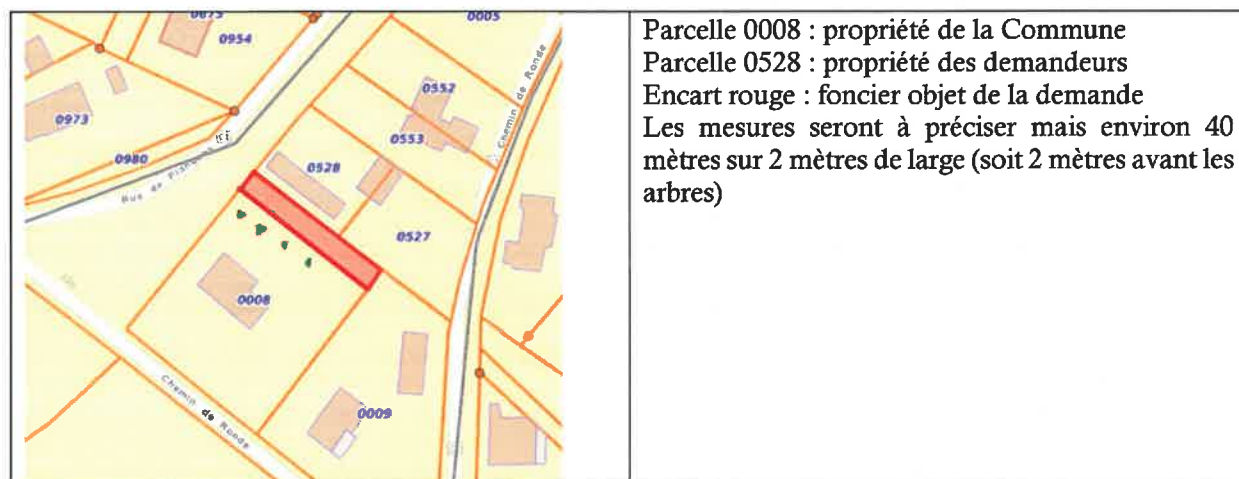 0675
0005
0954
0552
0973
0553
Chemin de Ronde
0980
0528
Rue de
0527
0008
Chemin de Ronde
0009
Parcelle 0008 : propriété de la Commune
Parcelle 0528 : propriété des demandeurs
Encart rouge : foncier objet de la demande
Les mesures seront à préciser mais environ 40
mètres sur 2 mètres de large (soit 2 mètres avant les
arbres)